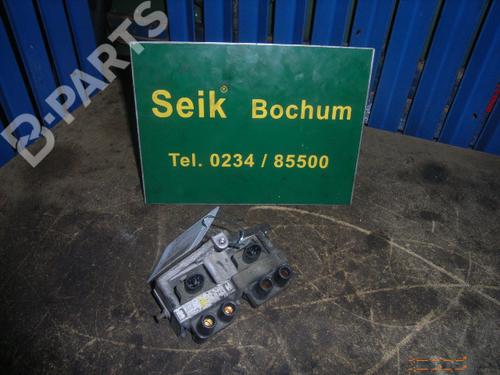 B-PARTS
Seik® Bochum
Tel. 0234 / 85500